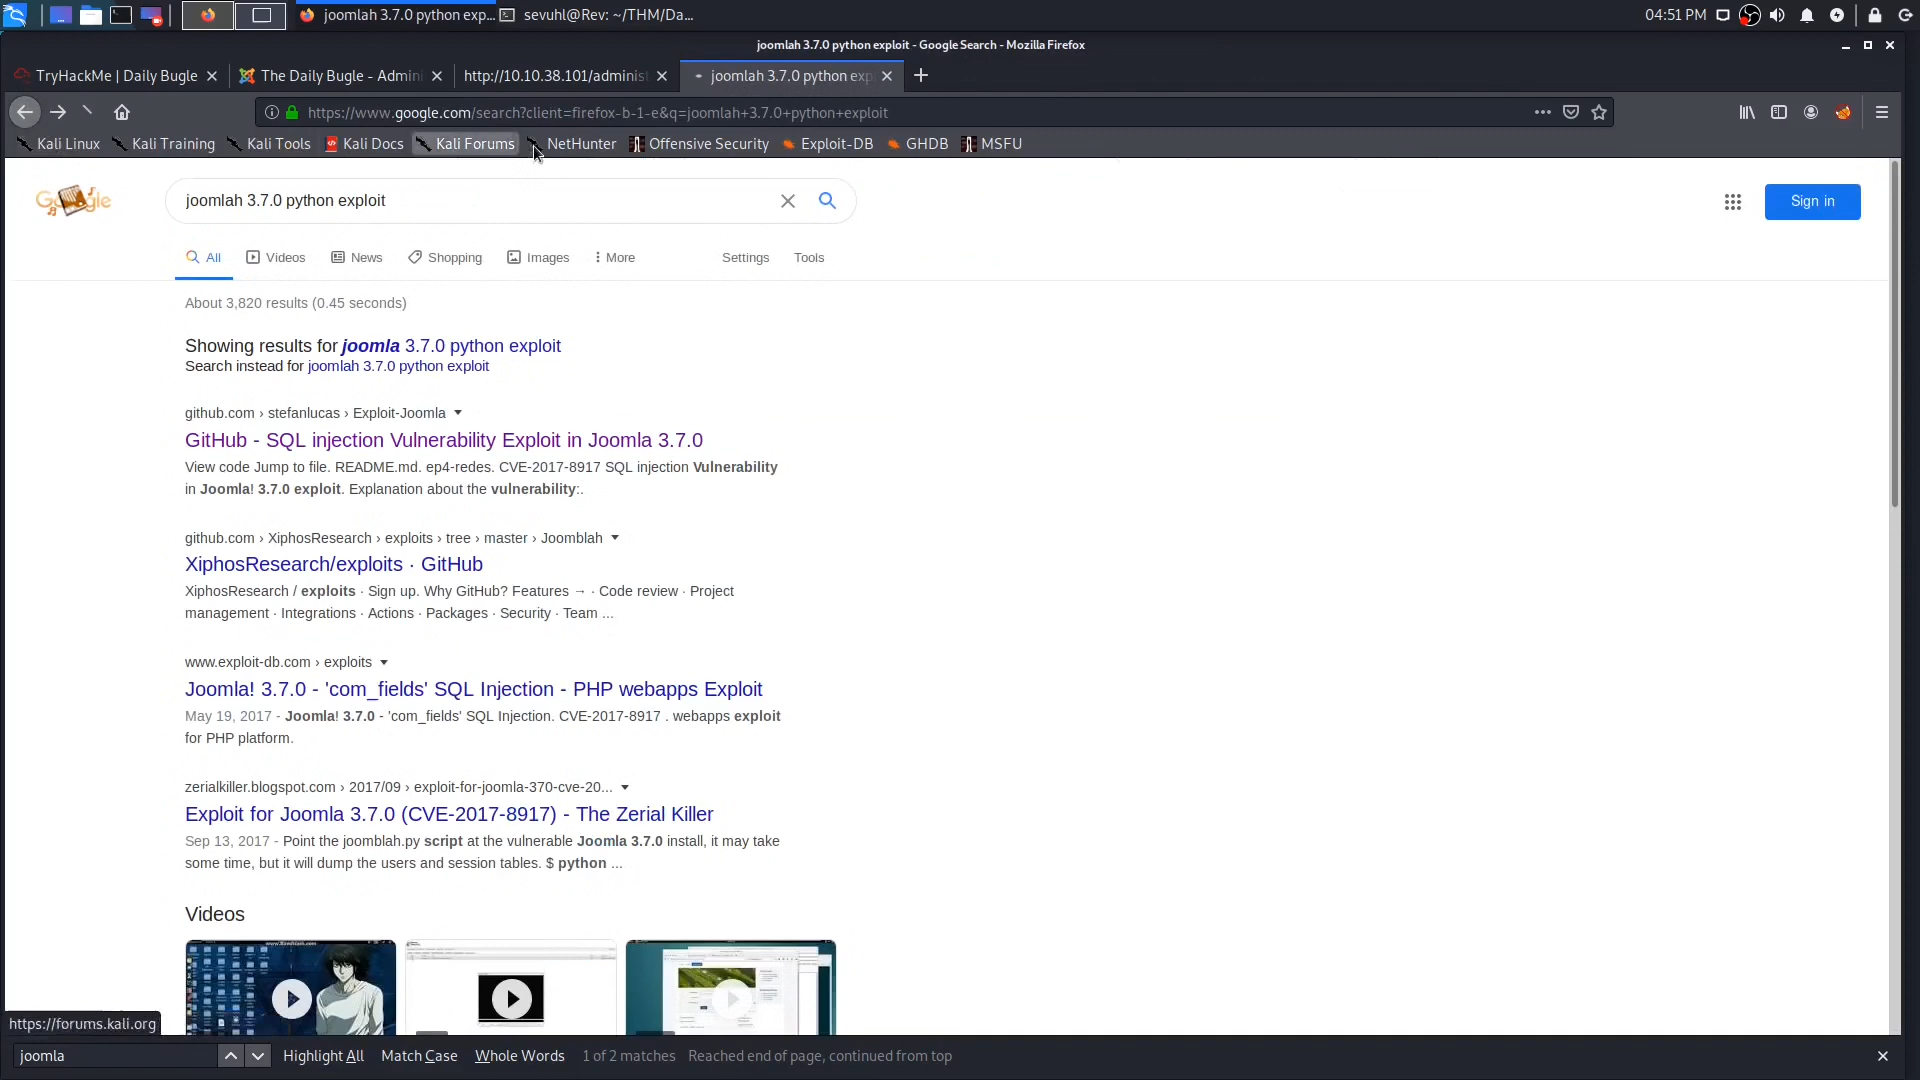 joomlah 3.7.0 python exp...
sevuhl@Rev: ~/THM/Da...
04:51 PM
joomlah 3.7.0 python exploit - Google Search - Mozilla Firefox
TryHackMe | Daily Bugle
The Daily Bugle - Admini
http://10.10.38.101/adminis
joomlah 3.7.0 python exp
https://www.google.com/search?client=firefox-b-1-e&q=joomlah+3.7.0+python+exploit
Kali Linux
Kali Training
Kali Tools
Kali Docs
Kali Forums
NetHunter
Offensive Security
Exploit-DB
GHDB
MSFU
joomlah 3.7.0 python exploit
Sign in
All
Videos
News
Shopping
Images
More
Settings
Tools
About 3,820 results (0.45 seconds)
Showing results for joomla 3.7.0 python exploit
Search instead for joomlah 3.7.0 python exploit
github.com › stefanlucas › Exploit-Joomla
GitHub - SQL injection Vulnerability Exploit in Joomla 3.7.0
View code Jump to file. README.md. ep4-redes. CVE-2017-8917 SQL injection Vulnerability
in Joomla! 3.7.0 exploit. Explanation about the vulnerability:.
github.com › XiphosResearch › exploits › tree › master › Joomblah
XiphosResearch/exploits · GitHub
XiphosResearch / exploits · Sign up. Why GitHub? Features → · Code review · Project
management · Integrations · Actions · Packages · Security · Team ...
www.exploit-db.com › exploits
Joomla! 3.7.0 - 'com_fields' SQL Injection - PHP webapps Exploit
May 19, 2017 - Joomla! 3.7.0 - 'com_fields' SQL Injection. CVE-2017-8917 . webapps exploit
for PHP platform.
zerialkiller.blogspot.com › 2017/09 › exploit-for-joomla-370-cve-20...
Exploit for Joomla 3.7.0 (CVE-2017-8917) - The Zerial Killer
Sep 13, 2017 - Point the joomblah.py script at the vulnerable Joomla 3.7.0 install, it may take
some time, but it will dump the users and session tables. $ python ...
Videos
https://forums.kali.org
joomla
Highlight All
Match Case
Whole Words
1 of 2 matches
Reached end of page, continued from top